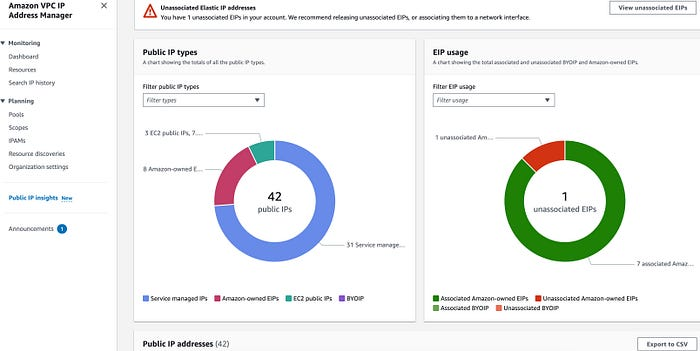 Amazon VPC IP
Address Manager
Monitoring
Dashboard
Resources
Search IP history
Planning
Pools
Scopes
IPAMs
Resource discoveries
Organization settings
Public IP insights New
Announcements 1
Unassociated Elastic IP addresses
You have 1 unassociated EIPs in your account. We recommend releasing unassociated EIPs, or associating them to a network interface.
View unassociated EIPs
Public IP types
A chart showing the totals of all the public IP types.
Filter public IP types
Filter types
3 EC2 public IPs, 7....
8 Amazon-owned E...
42
public IPs
31 Service manage...
Service managed IPs Amazon-owned EIPs EC2 public IPs BYOIP
EIP usage
A chart showing the total associated and unassociated BYOIP and Amazon-owned EIPs.
Filter EIP usage
Filter usage
1 unassociated Am...
1
unassociated EIPs
7 associated Amaz...
Associated Amazon-owned EIPs Unassociated Amazon-owned EIPs
Associated BYOIP Unassociated BYOIP
Public IP addresses (42)
Export to CSV